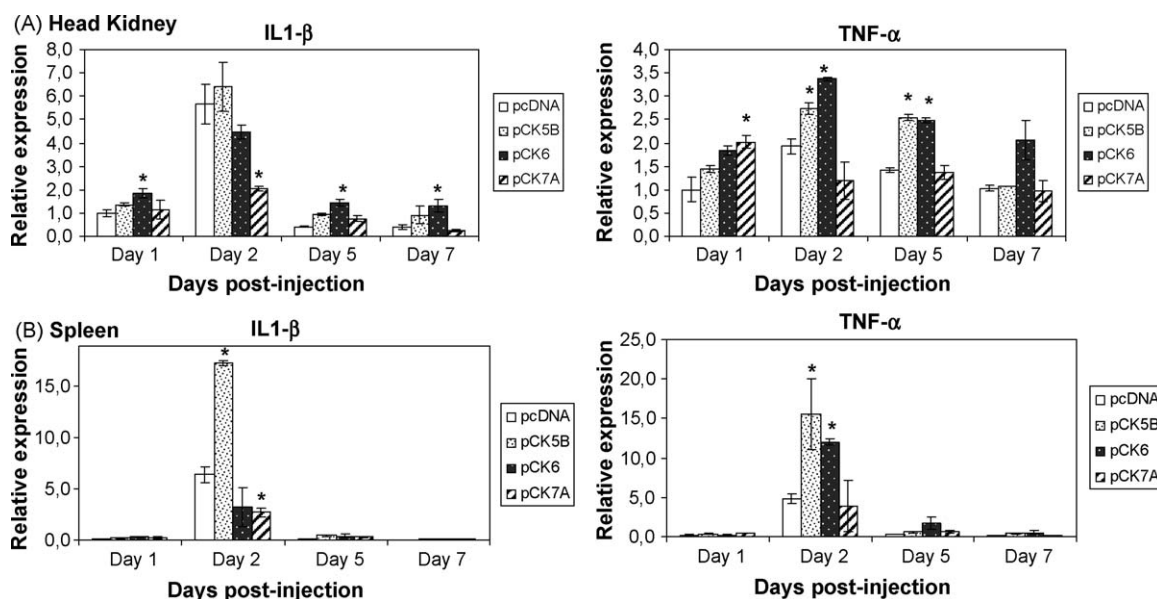 (A) Head Kidney
IL1-β
Relative expression
8,0
7,0
6,0
5,0
4,0
3,0
2,0
1,0
0,0
* * * *
Day 1 Day 2 Day 5 Day 7
Days post-injection
pcDNA
pCK5B
pCK6
pCK7A
TNF-α
Relative expression
4,0
3,5
3,0
2,5
2,0
1,5
1,0
0,5
0,0
* * * * *
Day 1 Day 2 Day 5 Day 7
Days post-injection
pcDNA
pCK5B
pCK6
pCK7A
(B) Spleen
IL1-β
Relative expression
15,0
10,0
5,0
0,0
* *
Day 1 Day 2 Day 5 Day 7
Days post-injection
pcDNA
pCK5B
pCK6
pCK7A
TNF-α
Relative expression
25,0
20,0
15,0
10,0
5,0
0,0
* *
Day 1 Day 2 Day 5 Day 7
Days post-injection
pcDNA
pCK5B
pCK6
pCK7A